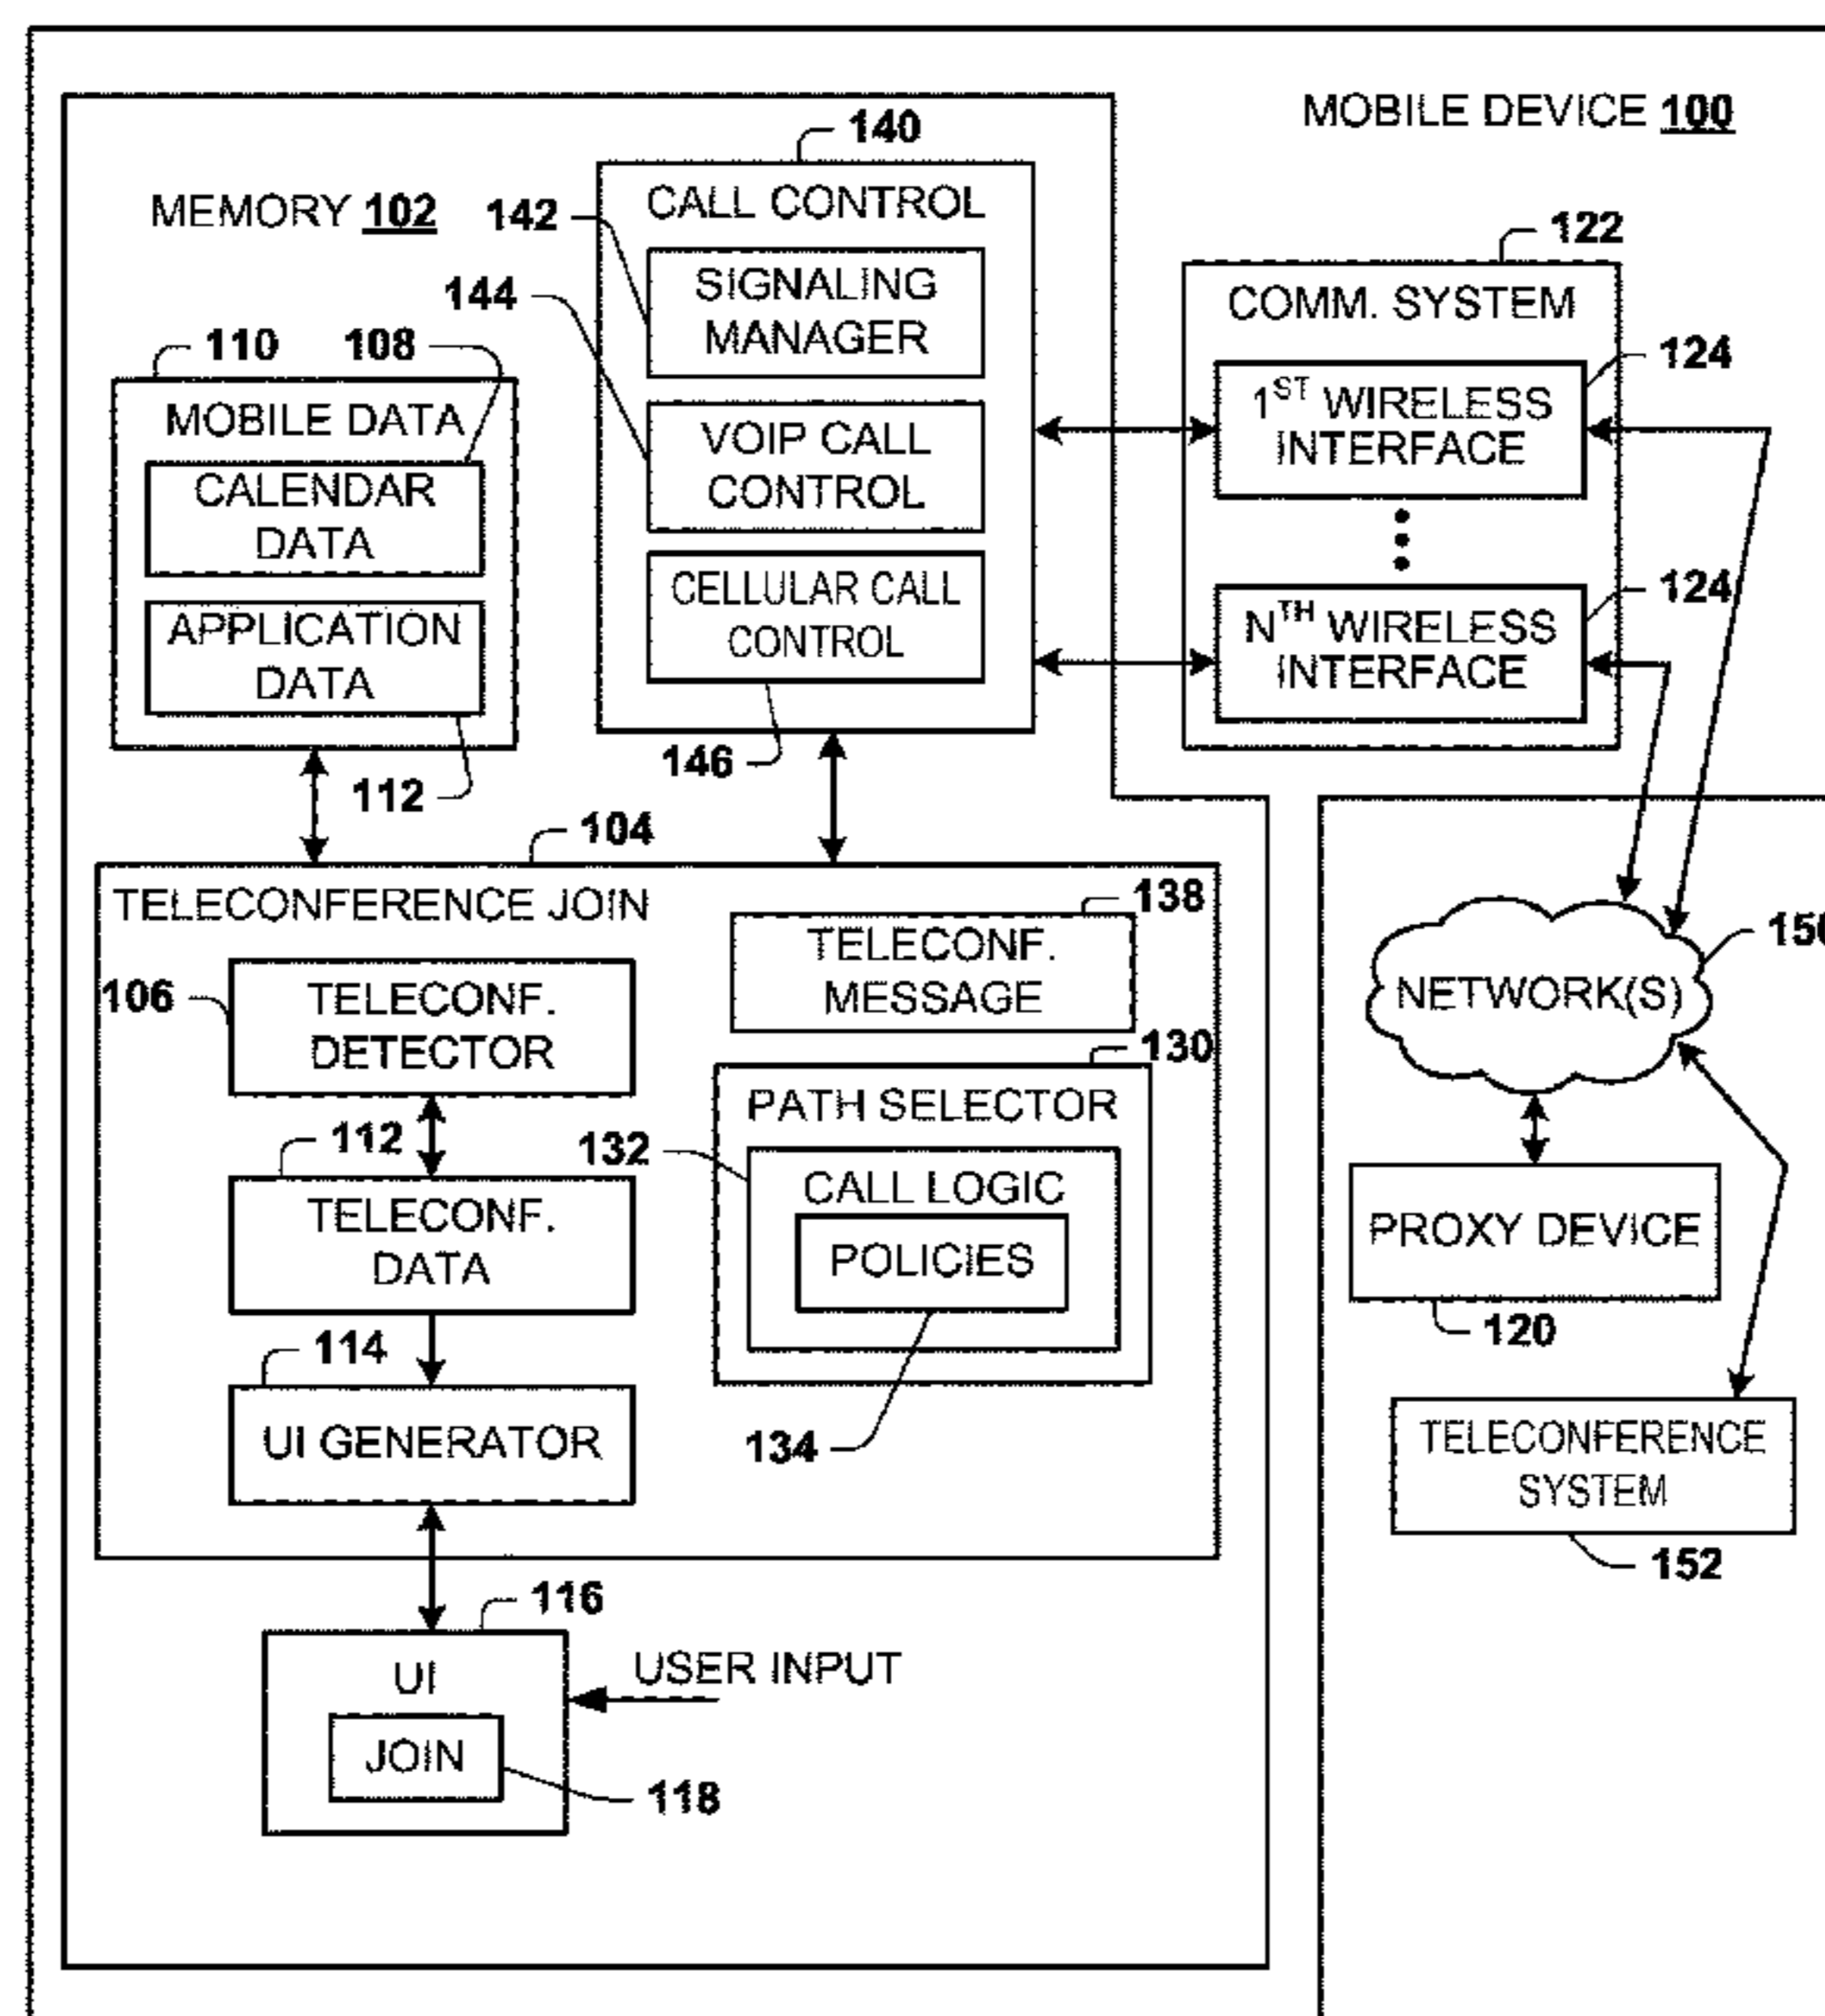 MOBILE DEVICE 100
MEMORY 102
140
CALL CONTROL
142
SIGNALING
MANAGER
144
VOIP CALL
CONTROL
CELLULAR CALL
CONTROL
146
110
108
MOBILE DATA
CALENDAR
DATA
APPLICATION
DATA
112
122
COMM. SYSTEM
124
1ST WIRELESS
INTERFACE
124
NTH WIRELESS
INTERFACE
104
TELECONFERENCE JOIN
106
TELECONF.
DETECTOR
112
TELECONF.
DATA
114
UI GENERATOR
138
TELECONF.
MESSAGE
130
PATH SELECTOR
132
CALL LOGIC
POLICIES
134
116
UI
JOIN
118
USER INPUT
NETWORK(S)
PROXY DEVICE
120
TELECONFERENCE
SYSTEM
152